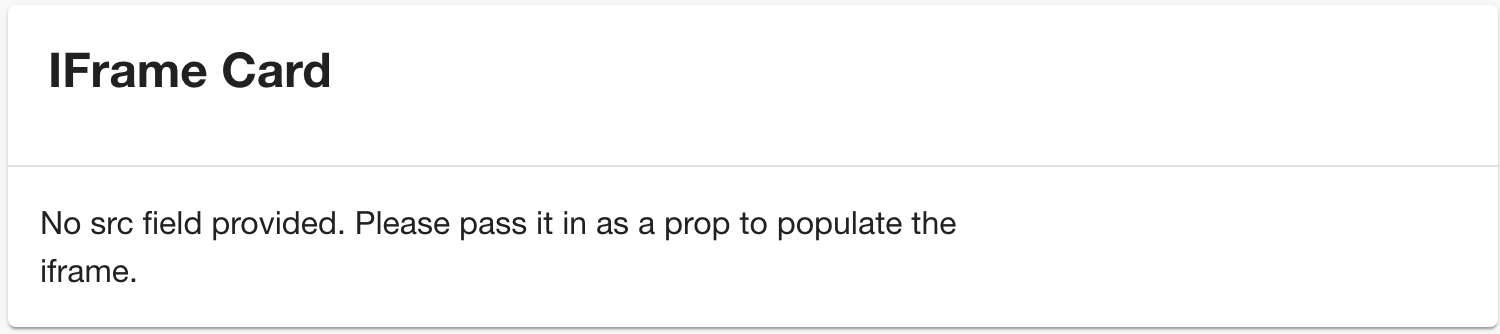 IFrame Card
No src field provided. Please pass it in as a prop to populate the
iframe.